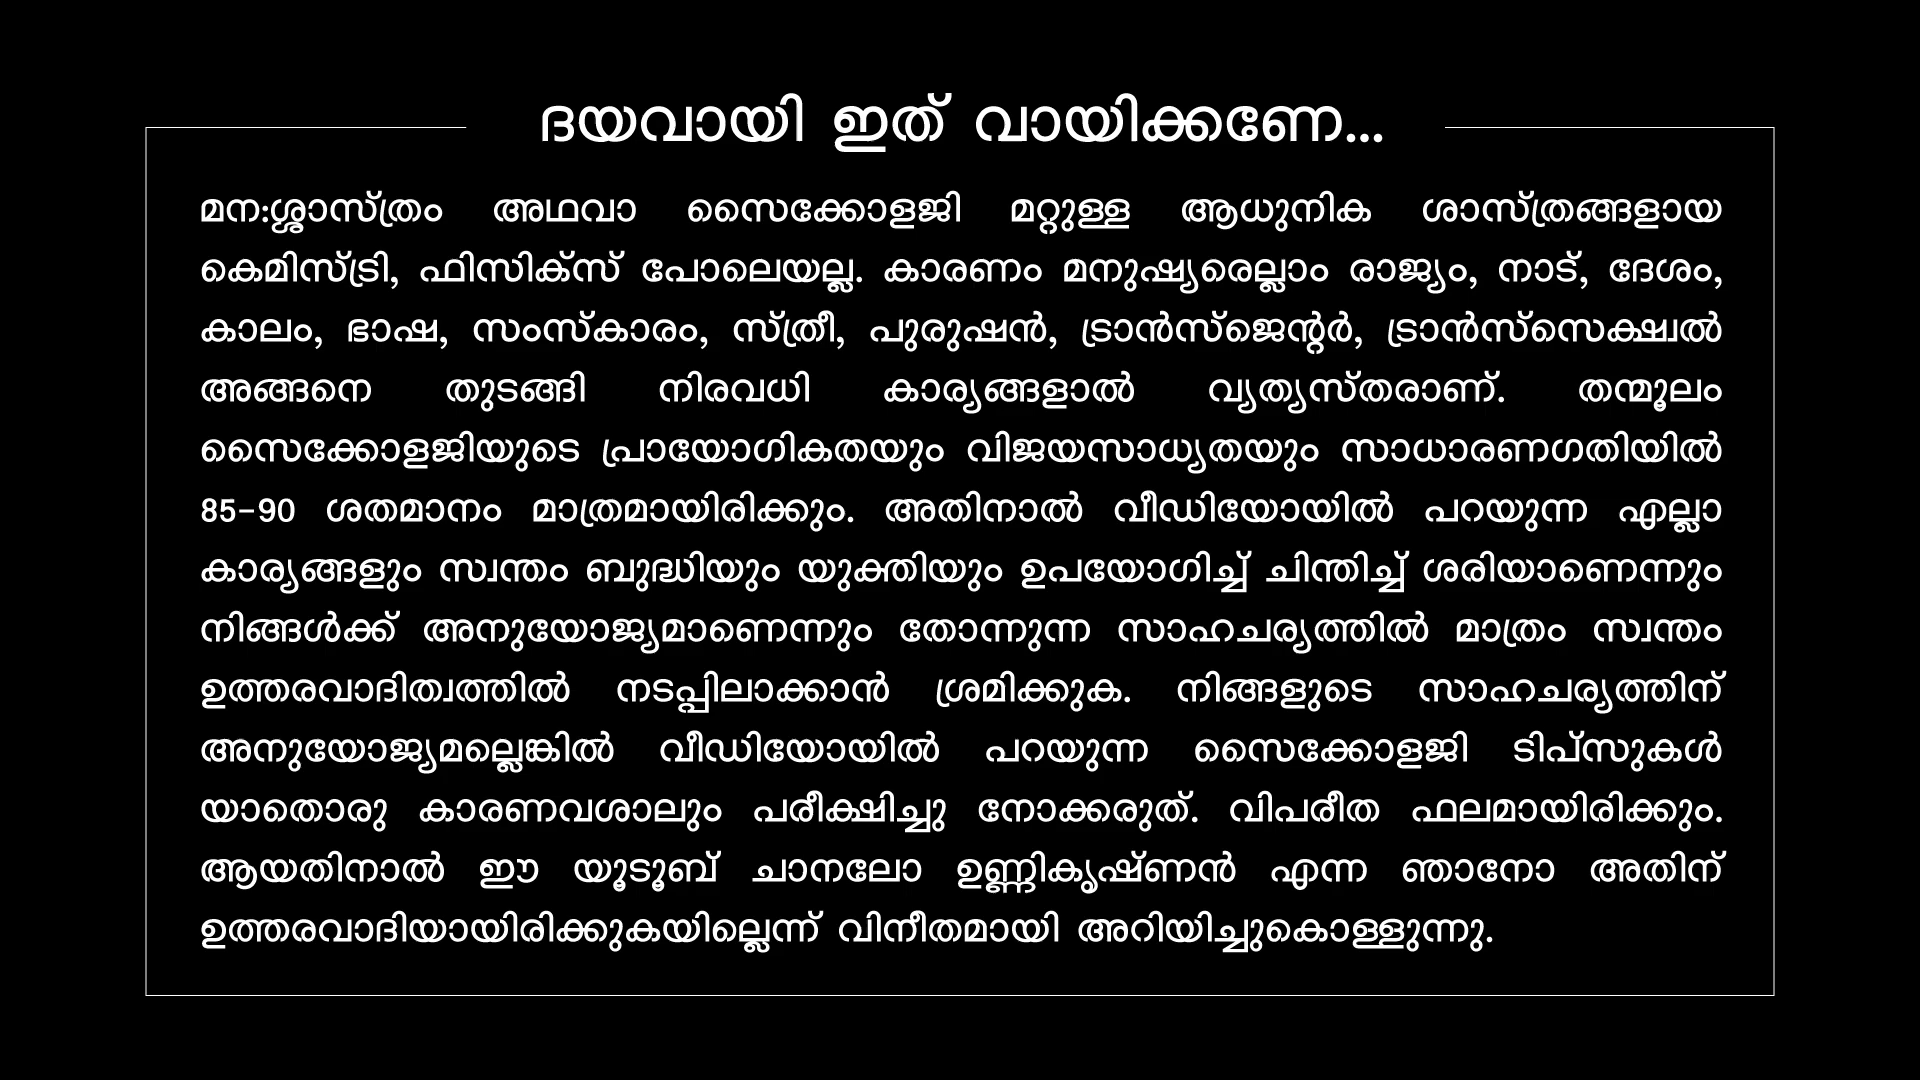 ദയവായി ഇത് വായിക്കണേ...
മന:ശ്ശാസ്ത്രം അഥവാ സൈക്കോളജി മറ്റുള്ള ആധുനിക ശാസ്ത്രങ്ങളായ
കെമിസ്ട്രി, ഫിസിക്സ് പോലെയല്ല. കാരണം മനുഷ്യരെല്ലാം രാജ്യം, നാട്, ദേശം,
കാലം, ഭാഷ, സംസ്കാരം, സ്ത്രീ, പുരുഷൻ, ട്രാൻസ്ജെന്റർ, ട്രാൻസ്സെക്ഷ്വൽ
അങ്ങനെ തുടങ്ങി നിരവധി കാര്യങ്ങളാൽ വ്യത്യസ്തരാണ്. തന്മൂലം
സൈക്കോളജിയുടെ പ്രായോഗികതയും വിജയസാധ്യതയും സാധാരണഗതിയിൽ
85-90 ശതമാനം മാത്രമായിരിക്കും. അതിനാൽ വീഡിയോയിൽ പറയുന്ന എല്ലാ
കാര്യങ്ങളും സ്വന്തം ബുദ്ധിയും യുക്തിയും ഉപയോഗിച്ച് ചിന്തിച്ച് ശരിയാണെന്നും
നിങ്ങൾക്ക് അനുയോജ്യമാണെന്നും തോന്നുന്ന സാഹചര്യത്തിൽ മാത്രം സ്വന്തം
ഉത്തരവാദിത്വത്തിൽ നടപ്പിലാക്കാൻ ശ്രമിക്കുക. നിങ്ങളുടെ സാഹചര്യത്തിന്
അനുയോജ്യമല്ലെങ്കിൽ വീഡിയോയിൽ പറയുന്ന സൈക്കോളജി ടിപ്സുകൾ
യാതൊരു കാരണവശാലും പരീക്ഷിച്ചു നോക്കരുത്. വിപരീത ഫലമായിരിക്കും.
ആയതിനാൽ ഈ യൂടൂബ് ചാനലോ ഉണ്ണികൃഷ്ണൻ എന്ന ഞാനോ അതിന്
ഉത്തരവാദിയായിരിക്കുകയില്ലെന്ന് വിനീതമായി അറിയിച്ചുകൊള്ളുന്നു.